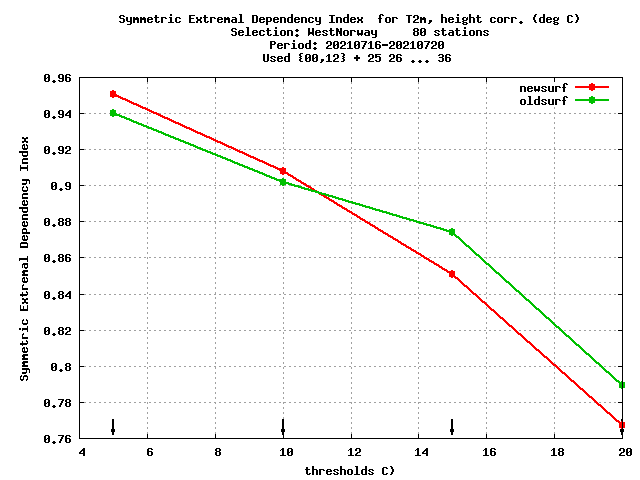 Symmetric Extremal Dependency Index  for T2m, height corr. (deg C)
Selection: WestNorway     80 stations
Period: 20210716-20210720
Used {00,12} + 25 26 ... 36
newsurf
oldsurf
Symmetric Extremal Dependency Index
0.96
0.94
0.92
0.9
0.88
0.86
0.84
0.82
0.8
0.78
0.76
4 6 8 10 12 14 16 18 20
thresholds C)